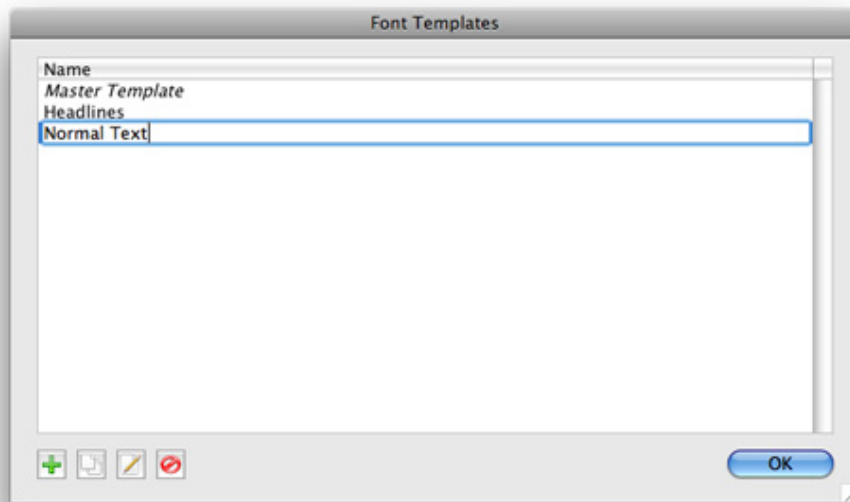 Font Templates
Name
Master Template
Headlines
Normal Text
OK